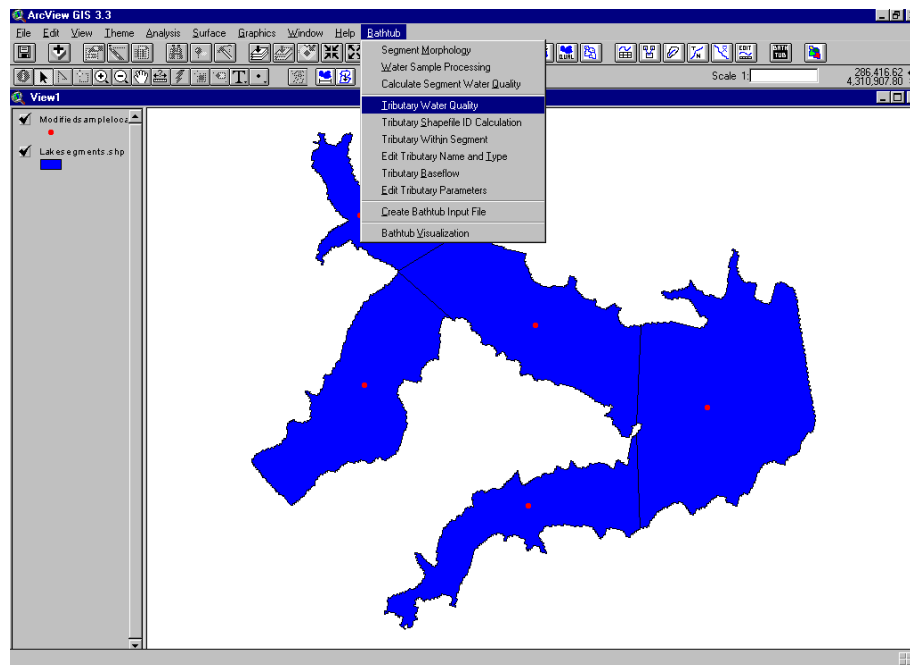 ArcView GIS 3.3
File Edit View Theme Analysis Surface Graphics Window Help Bathtub
Scale 1:
286,416.62
4,310,907.80
View1
Modifiedsampleloca
Lakesegments.shp
Segment Morphology
Water Sample Processing
Calculate Segment Water Quality
Tributary Water Quality
Tributary Shapefile ID Calculation
Tributary Within Segment
Edit Tributary Name and Type
Tributary Baseflow
Edit Tributary Parameters
Create Bathtub Input File
Bathtub Visualization